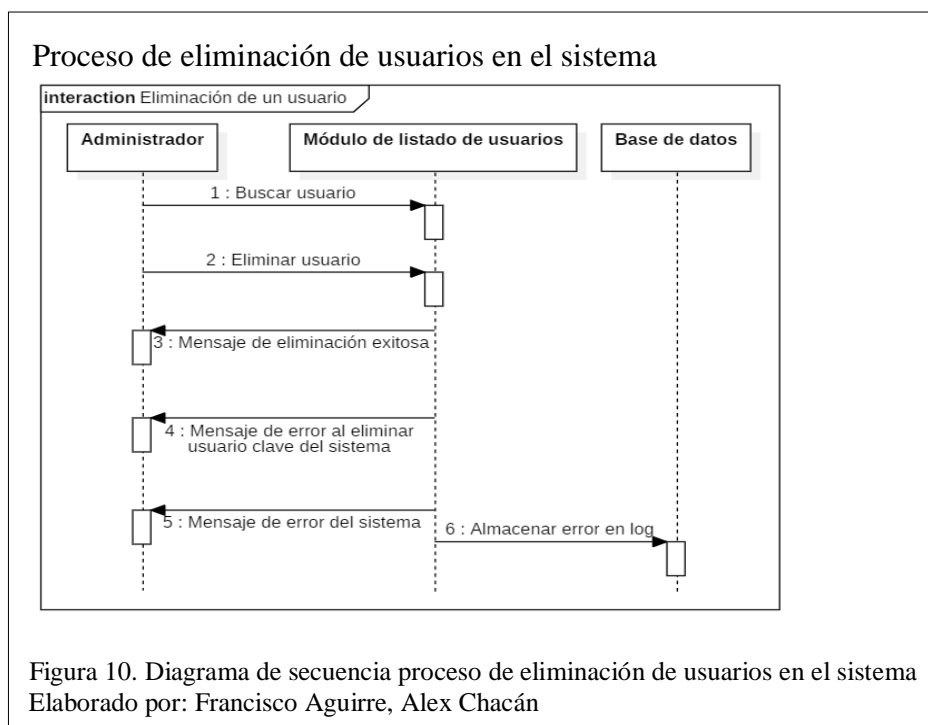 Proceso de eliminación de usuarios en el sistema
interaction Eliminación de un usuario
Administrador
Módulo de listado de usuarios
Base de datos
1 : Buscar usuario
2 : Eliminar usuario
3 : Mensaje de eliminación exitosa
4 : Mensaje de error al eliminar
usuario clave del sistema
5 : Mensaje de error del sistema
6 : Almacenar error en log
Figura 10. Diagrama de secuencia proceso de eliminación de usuarios en el sistema
Elaborado por: Francisco Aguirre, Alex Chacán